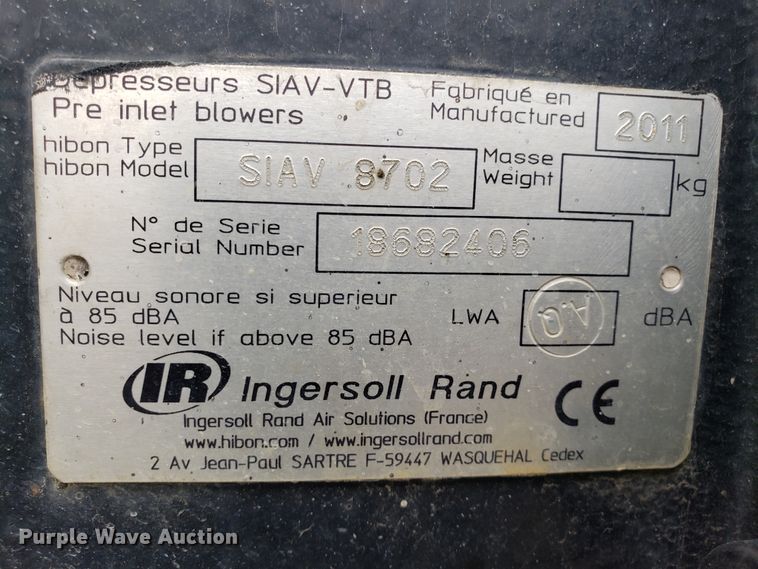 Dépresseurs SIAV-VTB
Pre inlet blowers
Fabriqué en
Manufactured
2011
hibon Type
hibon Model
SIAV 8702
Masse
Weight
kg
N° de Serie
Serial Number
18682406
Niveau sonore si superieur
à 85 dBA
Noise level if above 85 dBA
LWA
Q.A
dBA
IR Ingersoll Rand
CE
Ingersoll Rand Air Solutions (France)
www.hibon.com / www.ingersollrand.com
2 Av Jean-Paul SARTRE F-59447 WASQUEHAL Cedex
Purple Wave Auction